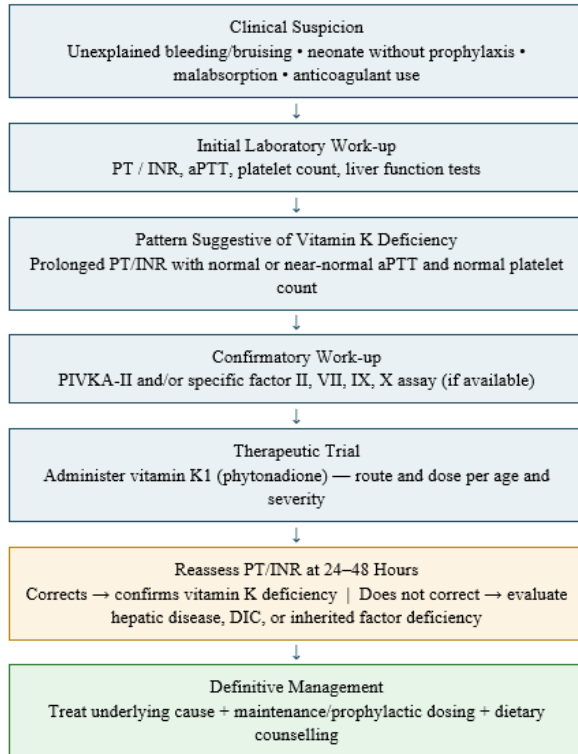 Clinical Suspicion
Unexplained bleeding/bruising • neonate without prophylaxis •
malabsorption • anticoagulant use
↓
Initial Laboratory Work-up
PT / INR, aPTT, platelet count, liver function tests
↓
Pattern Suggestive of Vitamin K Deficiency
Prolonged PT/INR with normal or near-normal aPTT and normal platelet
count
↓
Confirmatory Work-up
PIVKA-II and/or specific factor II, VII, IX, X assay (if available)
↓
Therapeutic Trial
Administer vitamin K1 (phytonadione) — route and dose per age and
severity
↓
Reassess PT/INR at 24–48 Hours
Corrects → confirms vitamin K deficiency | Does not correct → evaluate
hepatic disease, DIC, or inherited factor deficiency
↓
Definitive Management
Treat underlying cause + maintenance/prophylactic dosing + dietary
counselling